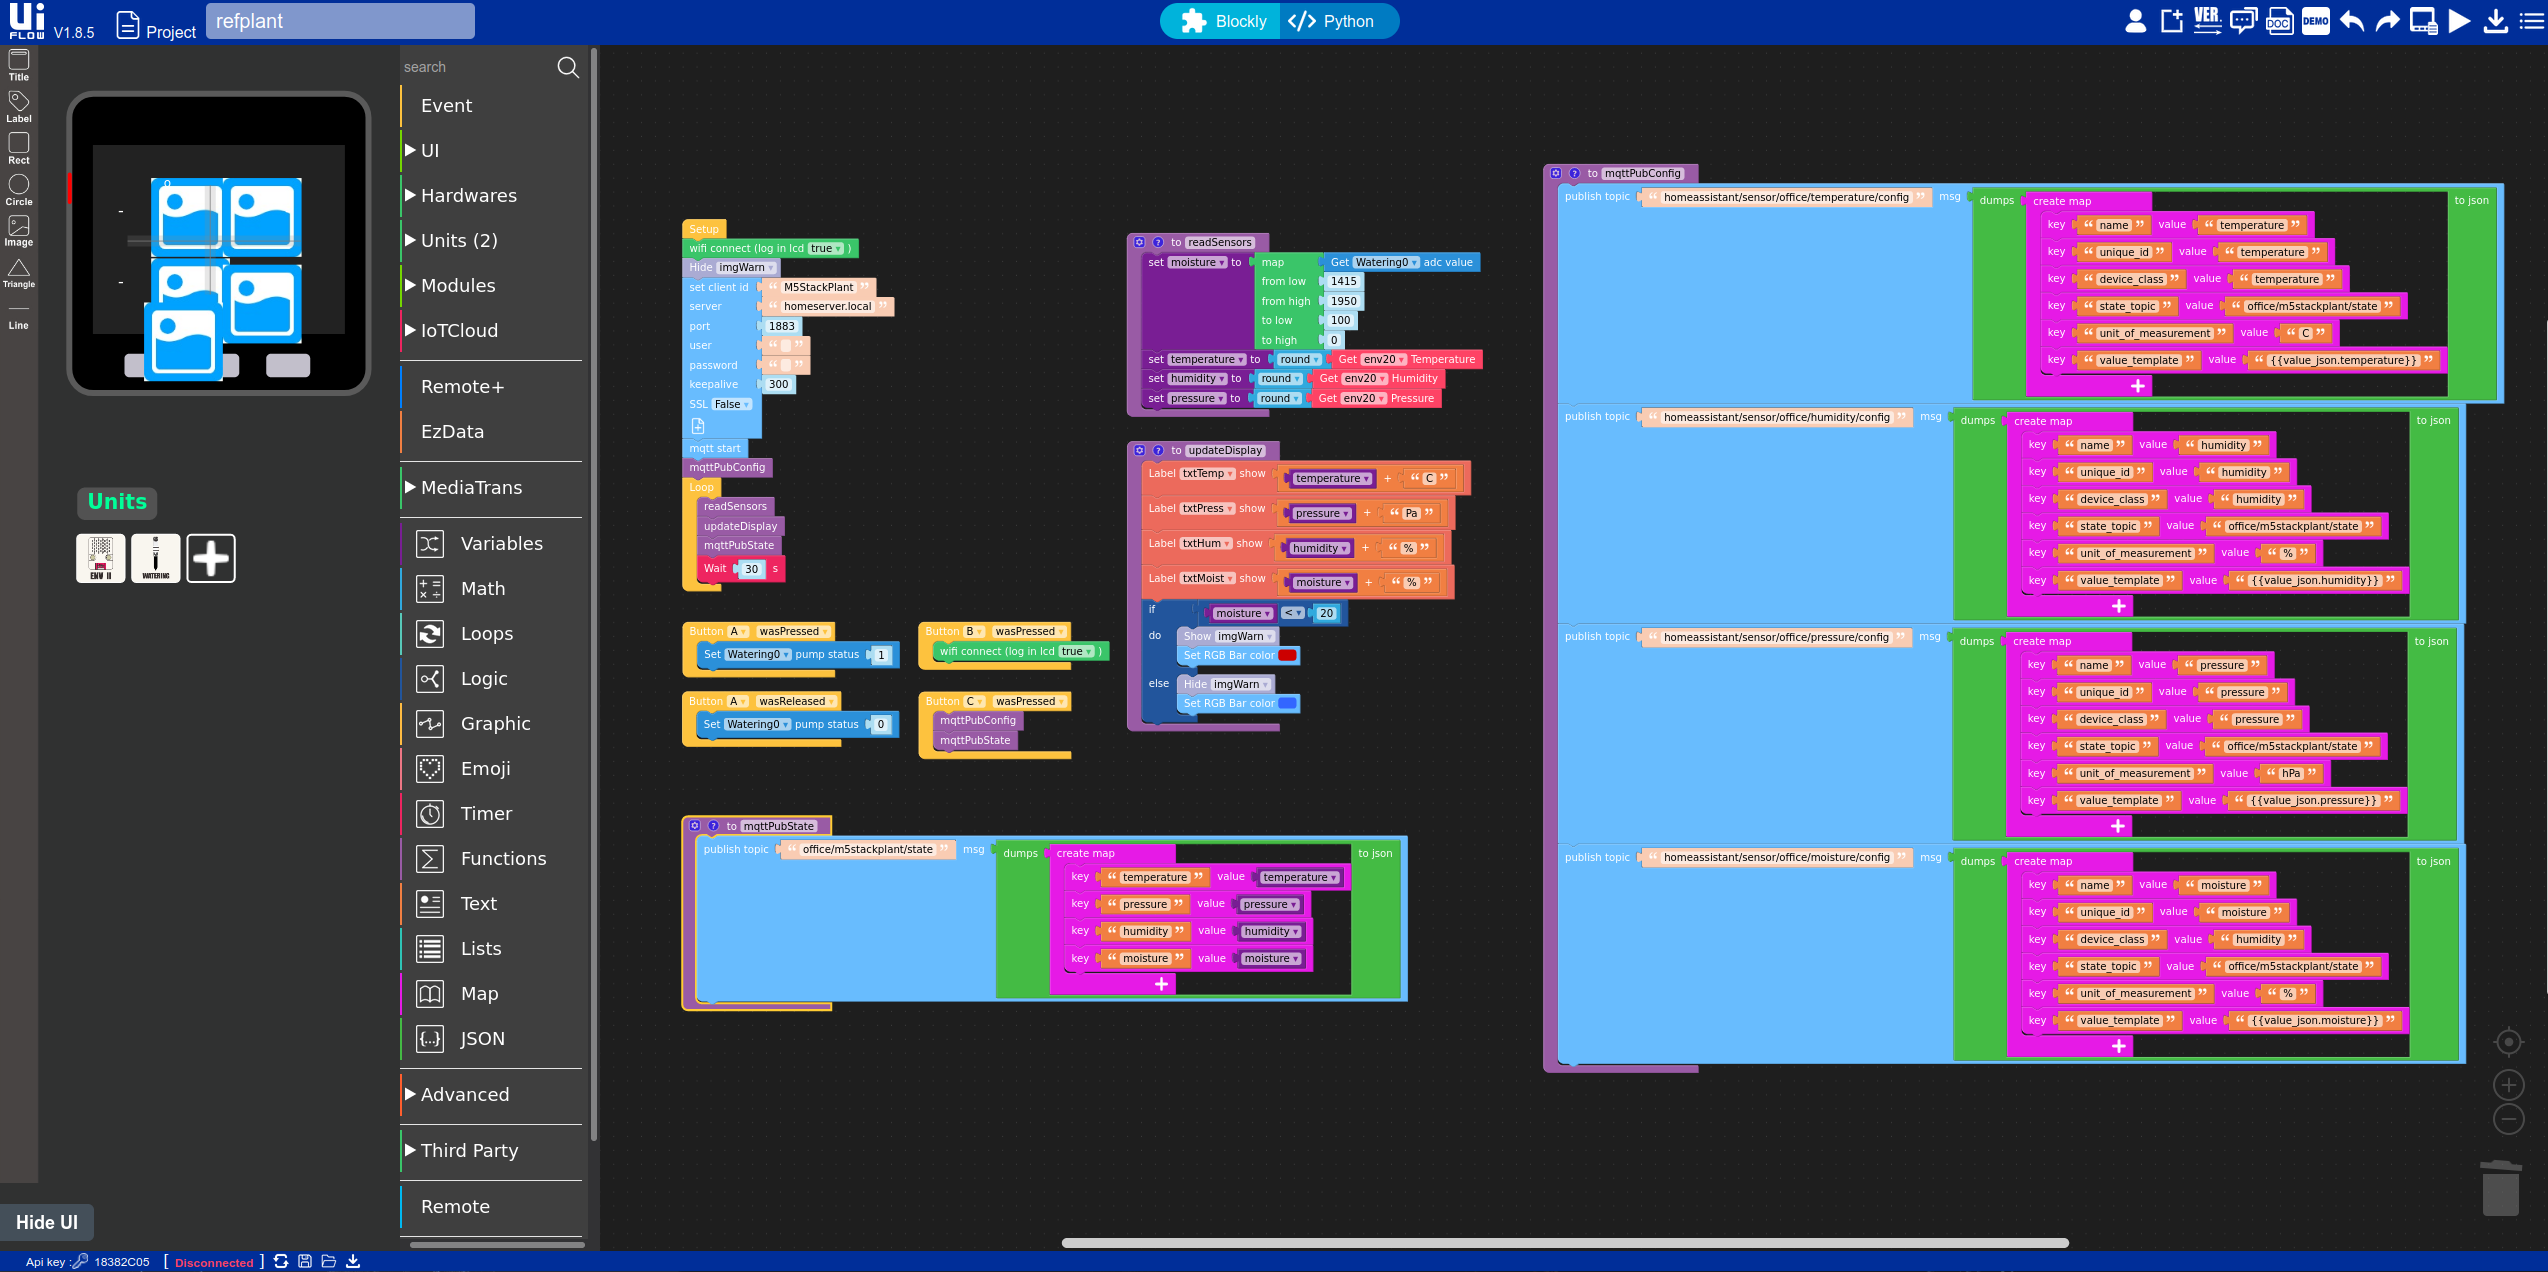 Ui
FLOW
V1.8.5
Project
refplant
Blockly
</> Python
VER.
DOC
DEMO
Title
Label
Rect
Circle
Image
Triangle
Line
Units
ENV II
WATERING
Hide UI
search
Event
UI
Hardwares
Units (2)
Modules
IoTCloud
Remote+
EzData
MediaTrans
Variables
Math
Loops
Logic
Graphic
Emoji
Timer
Functions
Text
Lists
Map
JSON
Advanced
Third Party
Remote
Setup
wifi connect (log in lcd true )
Hide imgWarn
set client id “ M5StackPlant ”
server “ homeserver.local ”
port 1883
user “ ”
password “ ”
keepalive 300
SSL False
mqtt start
mqttPubConfig
Loop
readSensors
updateDisplay
mqttPubState
Wait 30 s
Button A wasPressed
Set Watering0 pump status 1
Button B wasPressed
wifi connect (log in lcd true )
Button A wasReleased
Set Watering0 pump status 0
Button C wasPressed
mqttPubConfig
mqttPubState
to readSensors
set moisture to map Get Watering0 adc value
from low 1415
from high 1950
to low 100
to high 0
set temperature to round Get env20 Temperature
set humidity to round Get env20 Humidity
set pressure to round Get env20 Pressure
to updateDisplay
Label txtTemp show temperature + “ C ”
Label txtPress show pressure + “ Pa ”
Label txtHum show humidity + “ % ”
Label txtMoist show moisture + “ % ”
if moisture < 20
do Show imgWarn
Set RGB Bar color
else Hide imgWarn
Set RGB Bar color
to mqttPubState
publish topic “ office/m5stackplant/state ” msg dumps create map to json
key “ temperature ” value temperature
key “ pressure ” value pressure
key “ humidity ” value humidity
key “ moisture ” value moisture
to mqttPubConfig
publish topic “ homeassistant/sensor/office/temperature/config ” msg dumps create map to json
key “ name ” value “ temperature ”
key “ unique_id ” value “ temperature ”
key “ device_class ” value “ temperature ”
key “ state_topic ” value “ office/m5stackplant/state ”
key “ unit_of_measurement ” value “ C ”
key “ value_template ” value “ {{value_json.temperature}} ”
publish topic “ homeassistant/sensor/office/humidity/config ” msg dumps create map to json
key “ name ” value “ humidity ”
key “ unique_id ” value “ humidity ”
key “ device_class ” value “ humidity ”
key “ state_topic ” value “ office/m5stackplant/state ”
key “ unit_of_measurement ” value “ % ”
key “ value_template ” value “ {{value_json.humidity}} ”
publish topic “ homeassistant/sensor/office/pressure/config ” msg dumps create map to json
key “ name ” value “ pressure ”
key “ unique_id ” value “ pressure ”
key “ device_class ” value “ pressure ”
key “ state_topic ” value “ office/m5stackplant/state ”
key “ unit_of_measurement ” value “ hPa ”
key “ value_template ” value “ {{value_json.pressure}} ”
publish topic “ homeassistant/sensor/office/moisture/config ” msg dumps create map to json
key “ name ” value “ moisture ”
key “ unique_id ” value “ moisture ”
key “ device_class ” value “ humidity ”
key “ state_topic ” value “ office/m5stackplant/state ”
key “ unit_of_measurement ” value “ % ”
key “ value_template ” value “ {{value_json.moisture}} ”
Api key : 18382C05 [ Disconnected ]